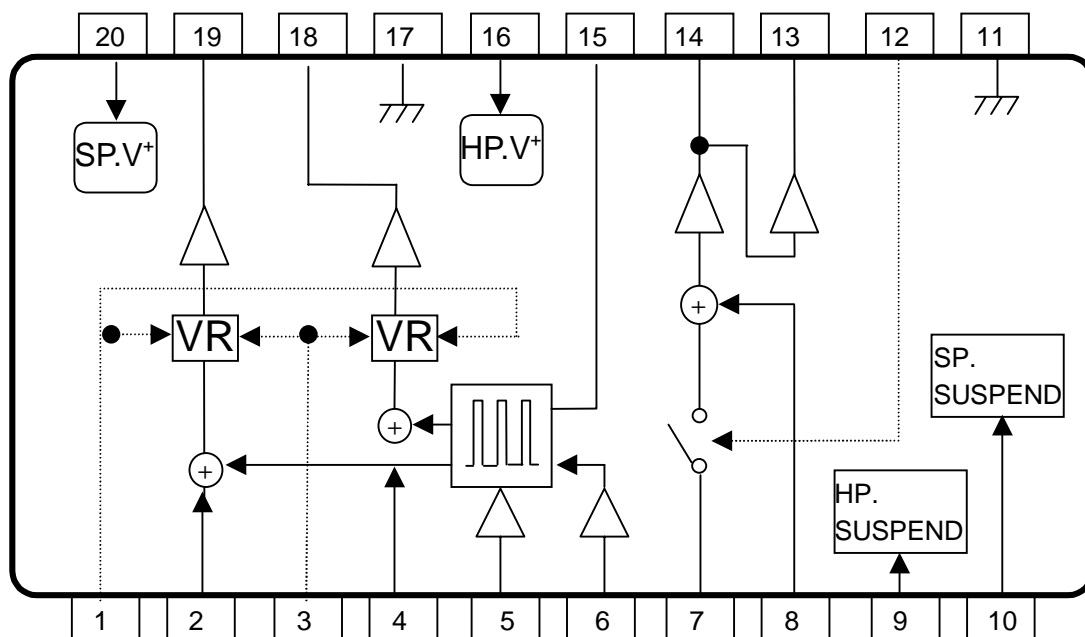 20 19 18 17 16 15 14 13 12 11
SP.V⁺
HP.V⁺
+
VR
VR
SP.
SUSPEND
+
+
HP.
SUSPEND
1 2 3 4 5 6 7 8 9 10